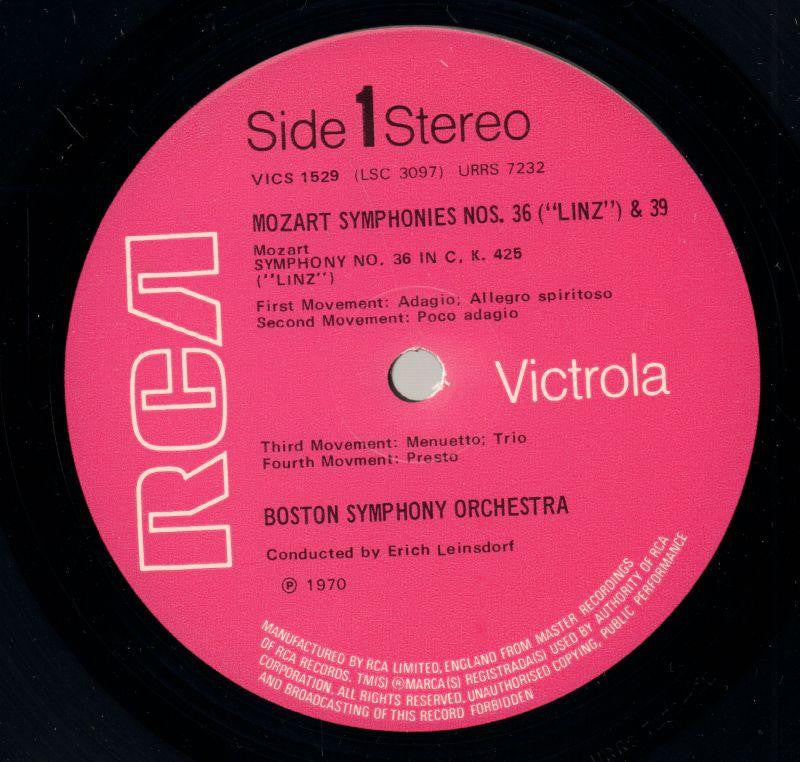 Side 1 Stereo
VICS 1529 (LSC 3097) URRS 7232
MOZART SYMPHONIES NOS. 36 ("LINZ") & 39
Mozart
SYMPHONY NO. 36 IN C, K. 425
("LINZ")
First Movement: Adagio; Allegro spiritoso
Second Movement: Poco adagio
RCA
Victrola
Third Movement: Menuetto; Trio
Fourth Movment: Presto
BOSTON SYMPHONY ORCHESTRA
Conducted by Erich Leinsdorf
℗ 1970
MANUFACTURED BY RCA LIMITED, ENGLAND FROM MASTER RECORDINGS
OF RCA RECORDS. TM(S) ® MARCA(S) REGISTRADA(S) USED BY AUTHORITY OF RCA
CORPORATION. ALL RIGHTS RESERVED. UNAUTHORISED COPYING, PUBLIC PERFORMANCE
AND BROADCASTING OF THIS RECORD FORBIDDEN